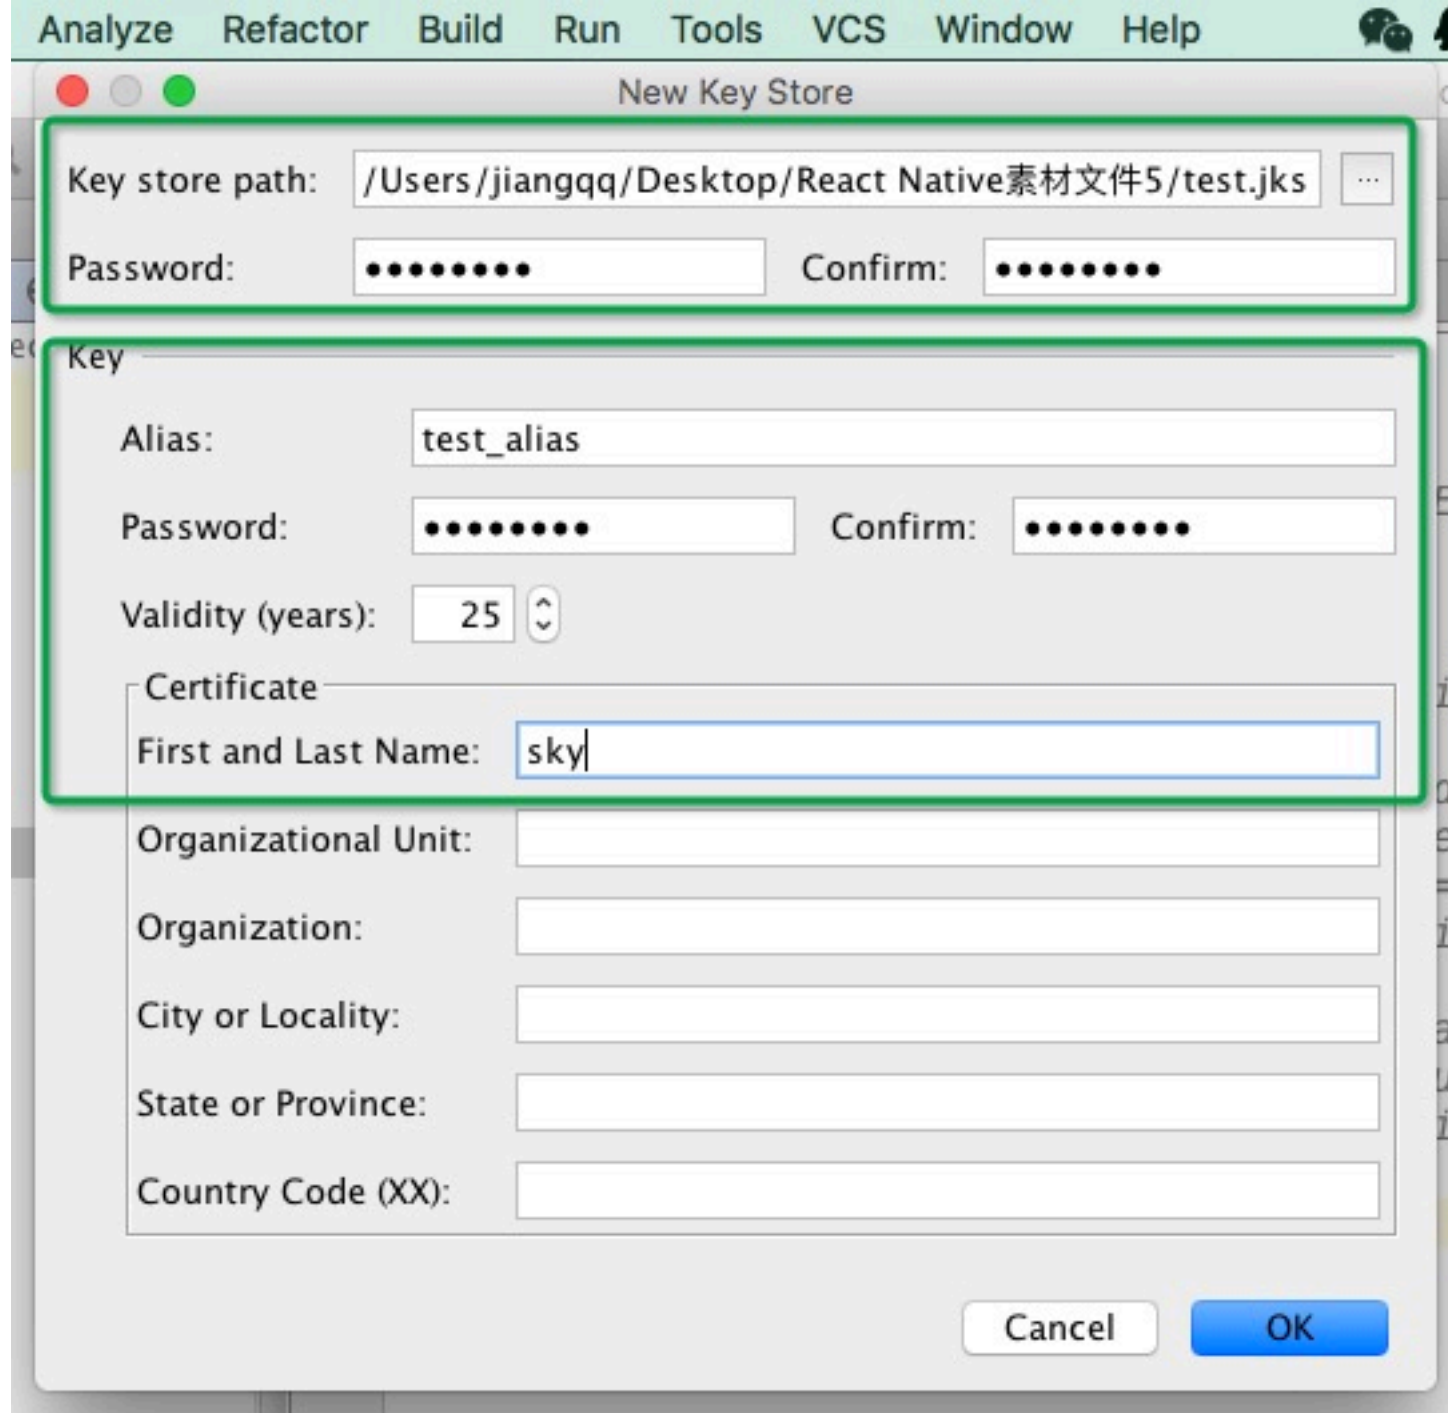 Analyze Refactor Build Run Tools VCS Window Help
New Key Store
Key store path: /Users/jiangqq/Desktop/React Native素材文件5/test.jks ...
Password: •••••••• Confirm: ••••••••
Key
Alias: test_alias
Password: •••••••• Confirm: ••••••••
Validity (years): 25
Certificate
First and Last Name: sky
Organizational Unit:
Organization:
City or Locality:
State or Province:
Country Code (XX):
Cancel OK